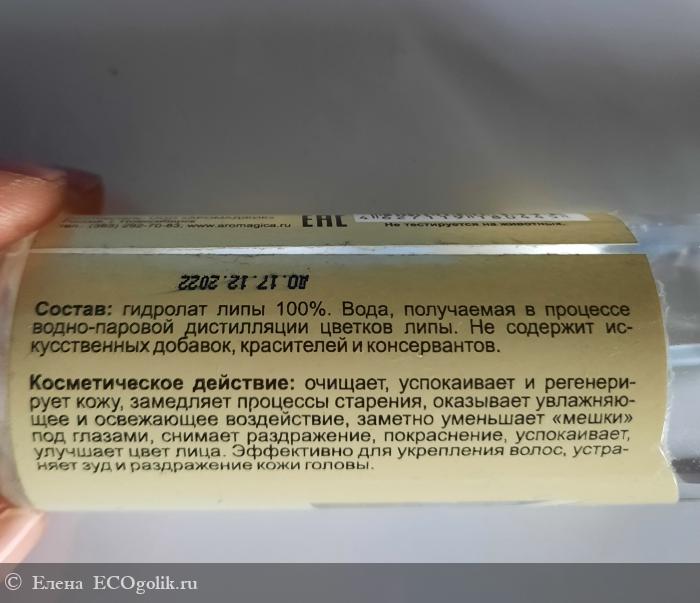 тел. (383) 292-70-83, www.aromagica.ru
EAC
Не тестируется на животных.
до.17.12.2022
Состав: гидролат липы 100%. Вода, получаемая в процессе
водно-паровой дистилляции цветков липы. Не содержит ис-
кусственных добавок, красителей и консервантов.
Косметическое действие: очищает, успокаивает и регенери-
рует кожу, замедляет процессы старения, оказывает увлажняю-
щее и освежающее воздействие, заметно уменьшает «мешки»
под глазами, снимает раздражение, покраснение, успокаивает,
улучшает цвет лица. Эффективно для укрепления волос, устра-
няет зуд и раздражение кожи головы.
© Елена ECOgolik.ru